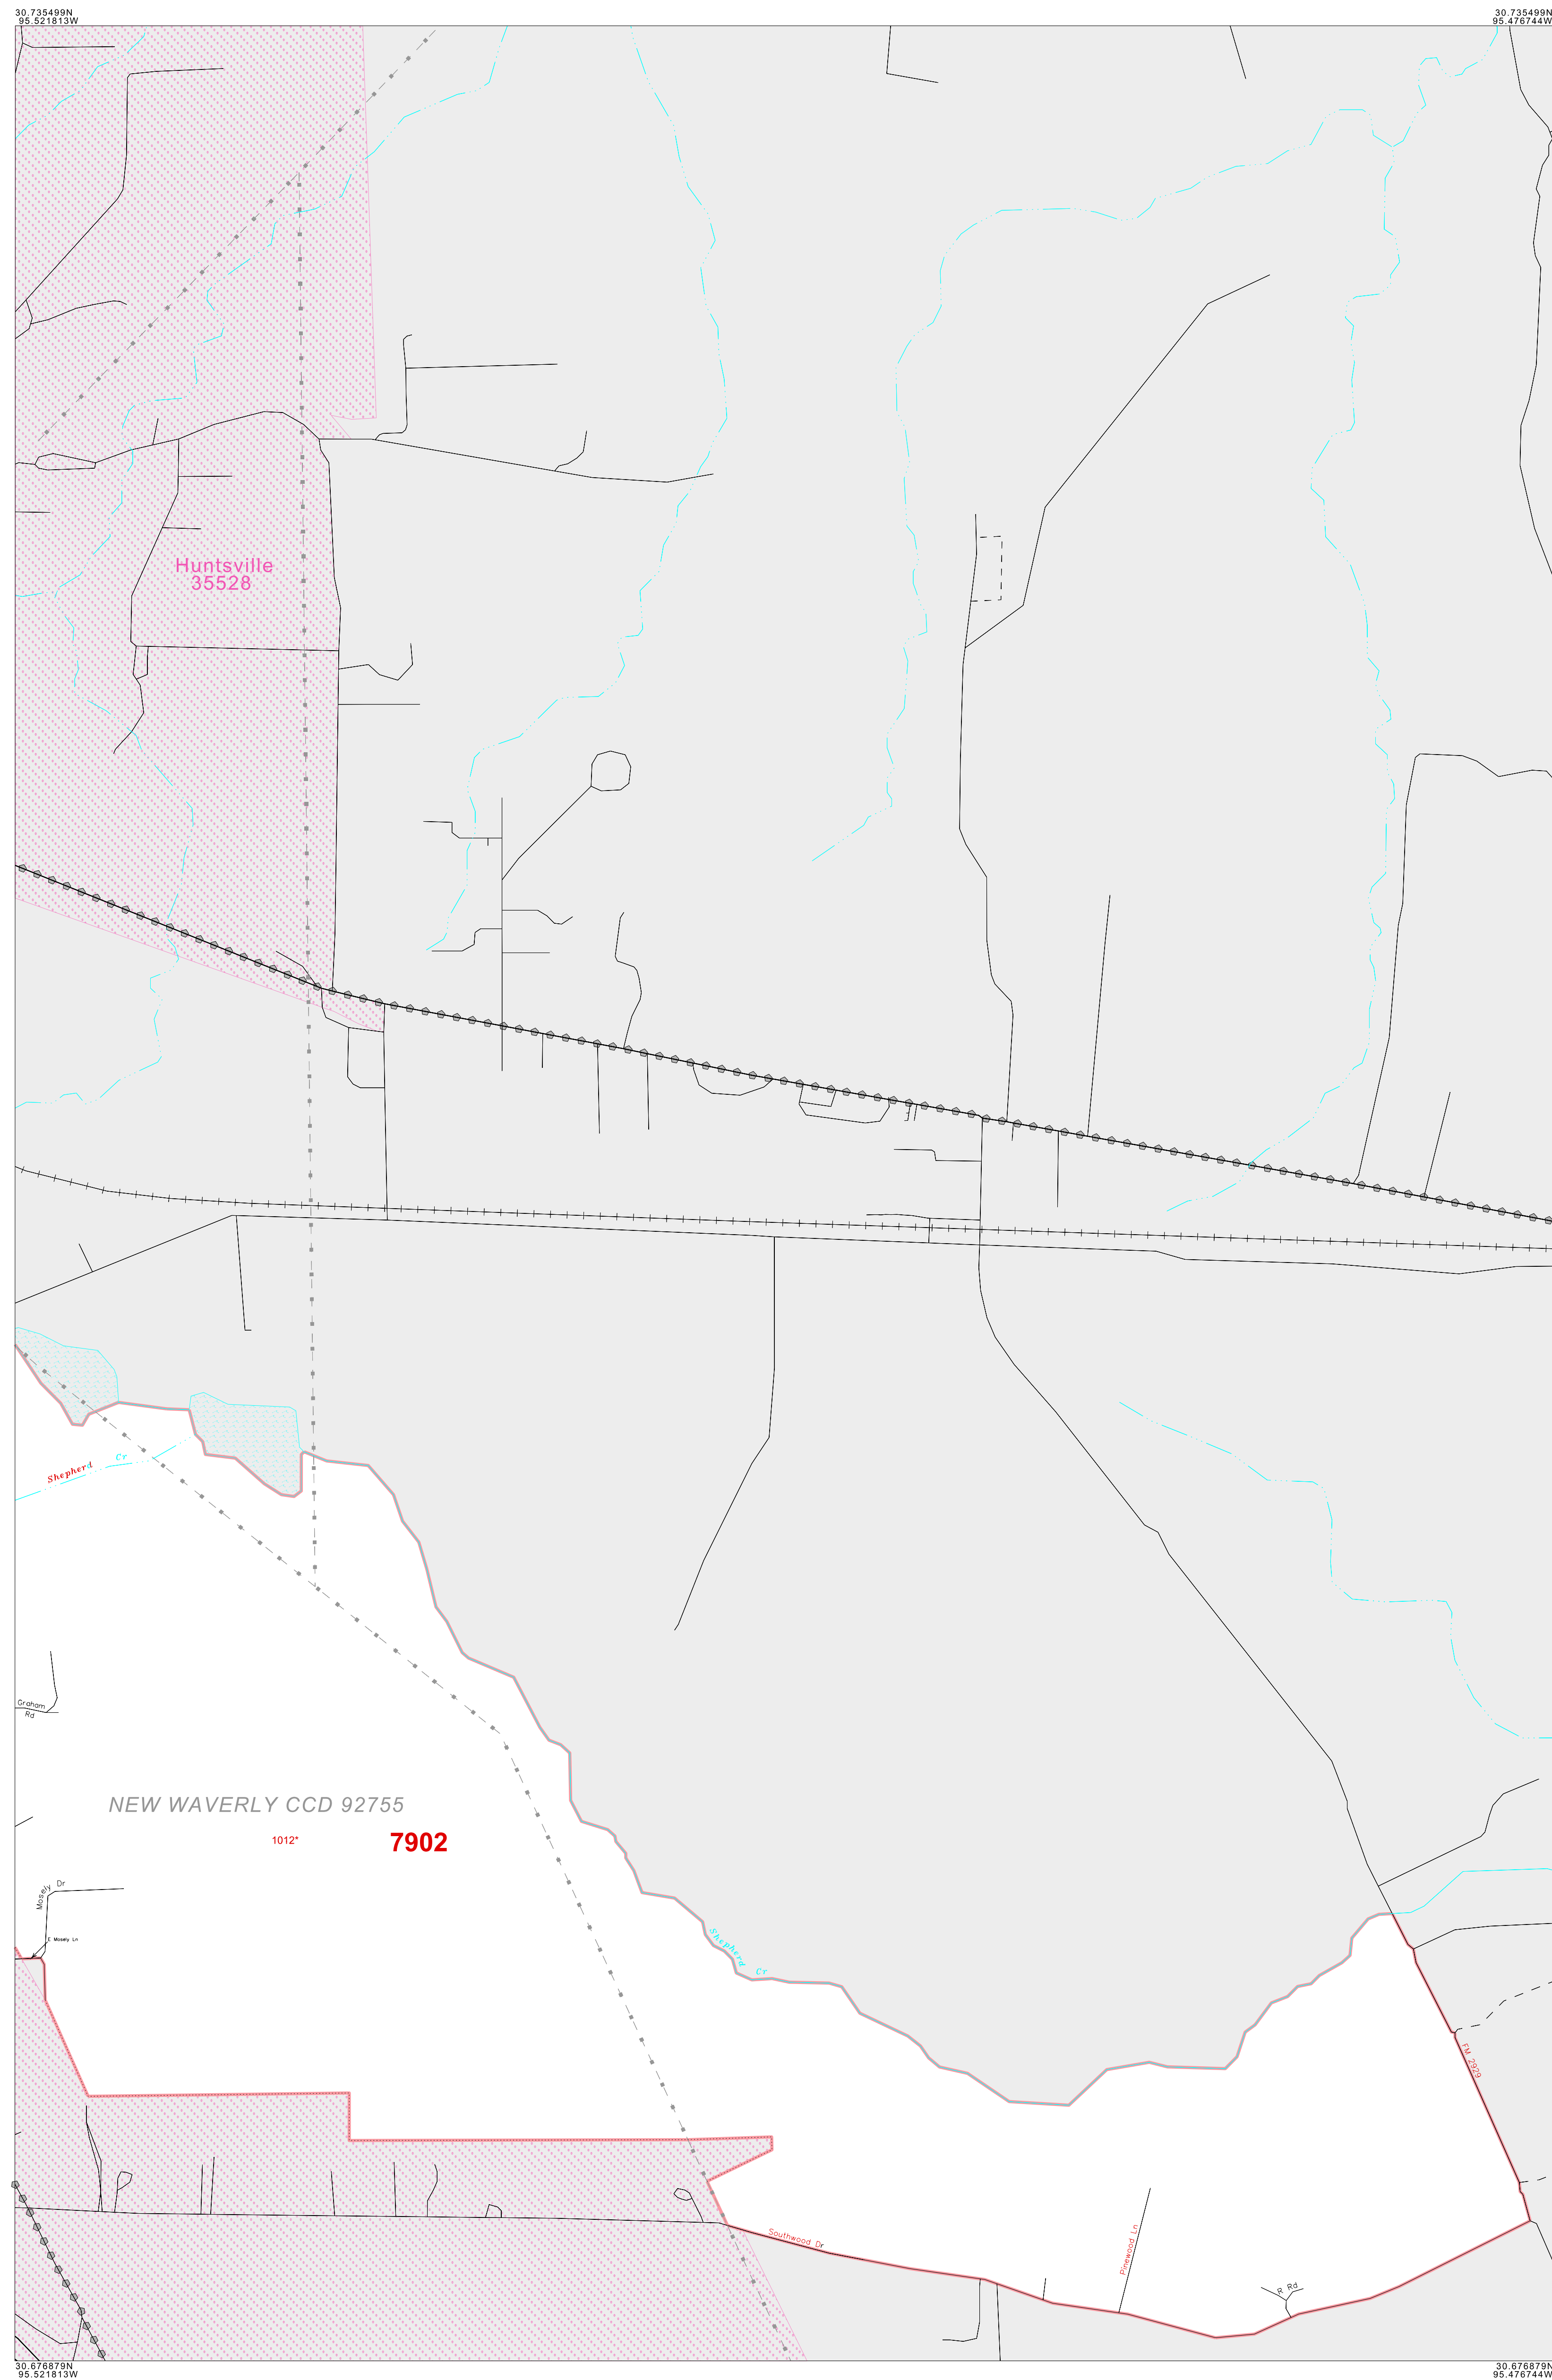 30.735499N
95.521813W
30.735499N
95.476744W
Huntsville
35528
Shepherd Cr
Graham
Rd
NEW WAVERLY CCD 92755
1012*
7902
Mosely Dr
E Mosely Ln
Shepherd Cr
FM 2929
Southwood Dr
Pinewood Ln
R Rd
30.676879N
95.521813W
30.676879N
95.476744W